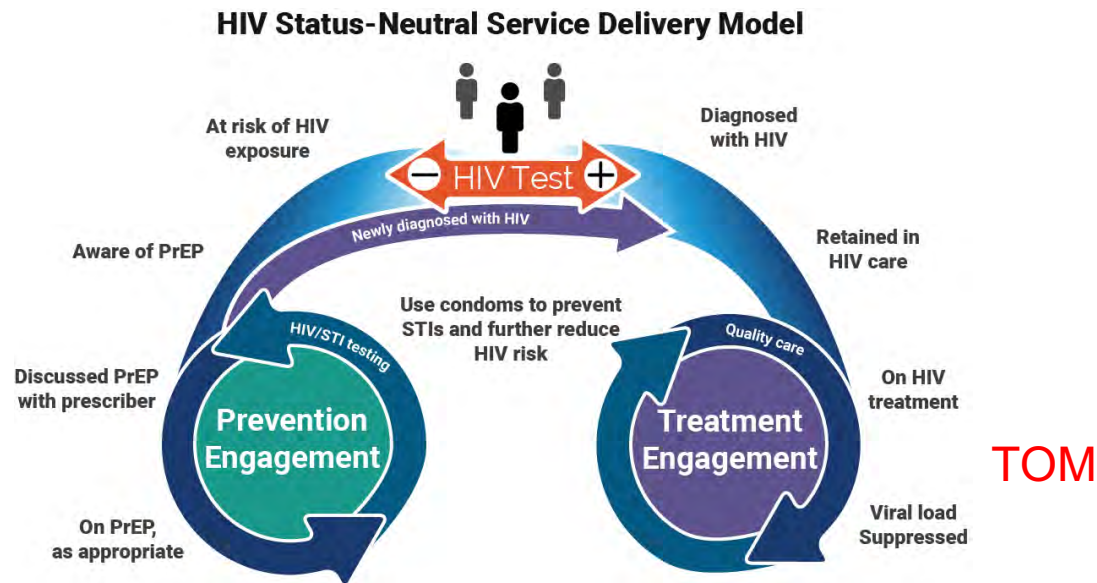 HIV Status-Neutral Service Delivery Model
At risk of HIV
exposure
Diagnosed
with HIV
− HIV Test +
Newly diagnosed with HIV
Aware of PrEP
Retained in
HIV care
Use condoms to prevent
STIs and further reduce
HIV risk
HIV/STI testing
Quality care
Discussed PrEP
with prescriber
On HIV
treatment
Prevention
Engagement
Treatment
Engagement
TOM
On PrEP,
as appropriate
Viral load
Suppressed